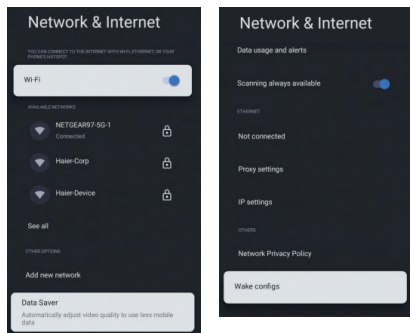 Network & Internet
YOU CAN CONNECT TO THE INTERNET WITH WI-FI, ETHERNET, OR YOUR
PHONE'S HOTSPOT
Wi-Fi
AVAILABLE NETWORKS
NETGEAR97-5G-1
Connected
Haier-Corp
Haier-Device
See all
OTHER OPTIONS
Add new network
Data Saver
Automatically adjust video quality to use less mobile
data
Network & Internet
Data usage and alerts
Scanning always available
ETHERNET
Not connected
Proxy settings
IP settings
OTHERS
Network Privacy Policy
Wake configs